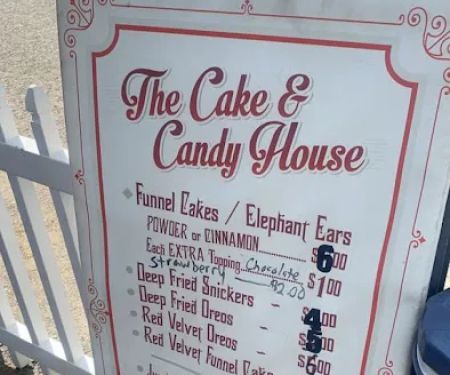 The Cake &
Candy House
Funnel Cakes / Elephant Ears
POWDER or CINNAMON.......... $6.00
Each EXTRA Topping Chocolate $1.00
Strawberry $2.00
Deep Fried Snickers
Deep Fried Oreos - $4.00
Red Velvet Oreos - $5.00
Red Velvet Funnel Cake $6.00